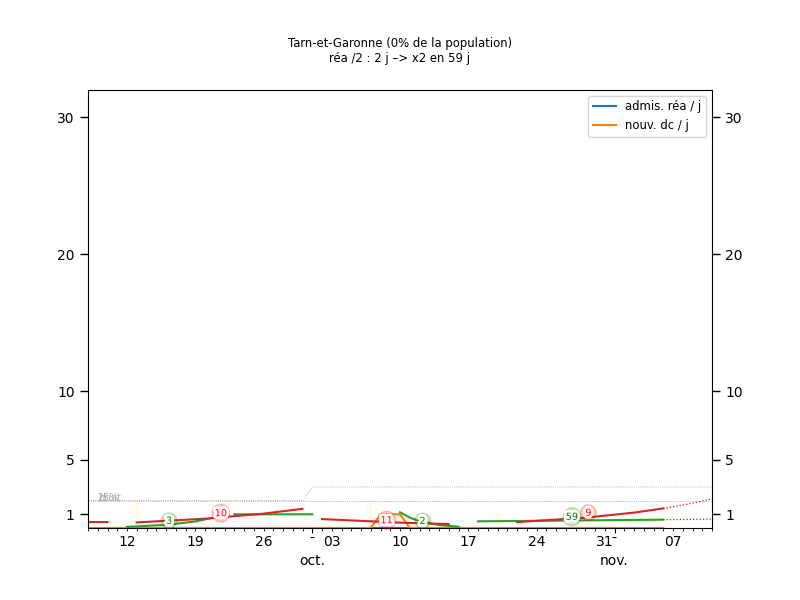 Tarn-et-Garonne (0% de la population)
réa /2 : 2 j –> x2 en 59 j
admis. réa / j
nouv. dc / j
30 30
20 20
10 10
5 5
1 1
3 10 11 2 59 9
12 19 26 - 03 10 17 24 31 - 07
oct. nov.